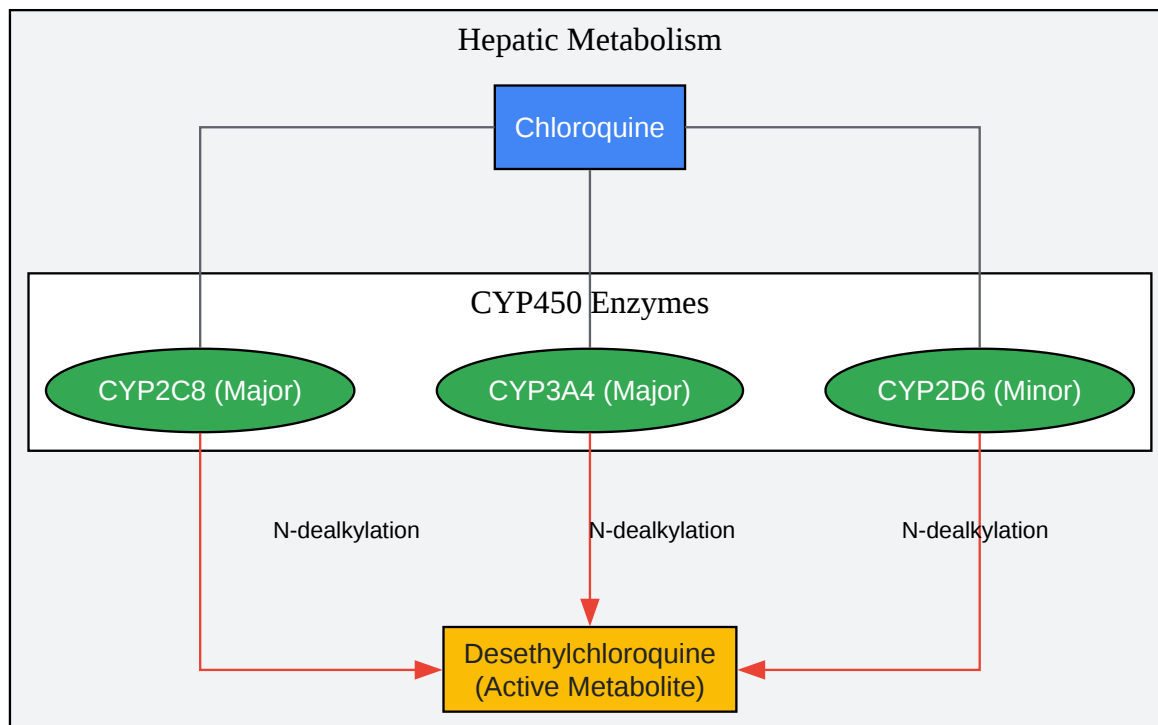 Hepatic Metabolism
Chloroquine
CYP450 Enzymes
CYP2C8 (Major)
CYP3A4 (Major)
CYP2D6 (Minor)
N-dealkylation
N-dealkylation
N-dealkylation
Desethylchloroquine
(Active Metabolite)